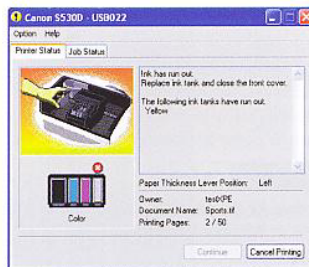 Canon S530D - USB022
Option Help
Printer Status Job Status
Ink has run out.
Replace ink tank and close the front cover.
The following ink tanks have run out.
Yellow
Color
Paper Thickness Lever Position: Left
Owner: testXPE
Document Name: Sports.tif
Printing Pages: 2 / 50
Continue Cancel Printing